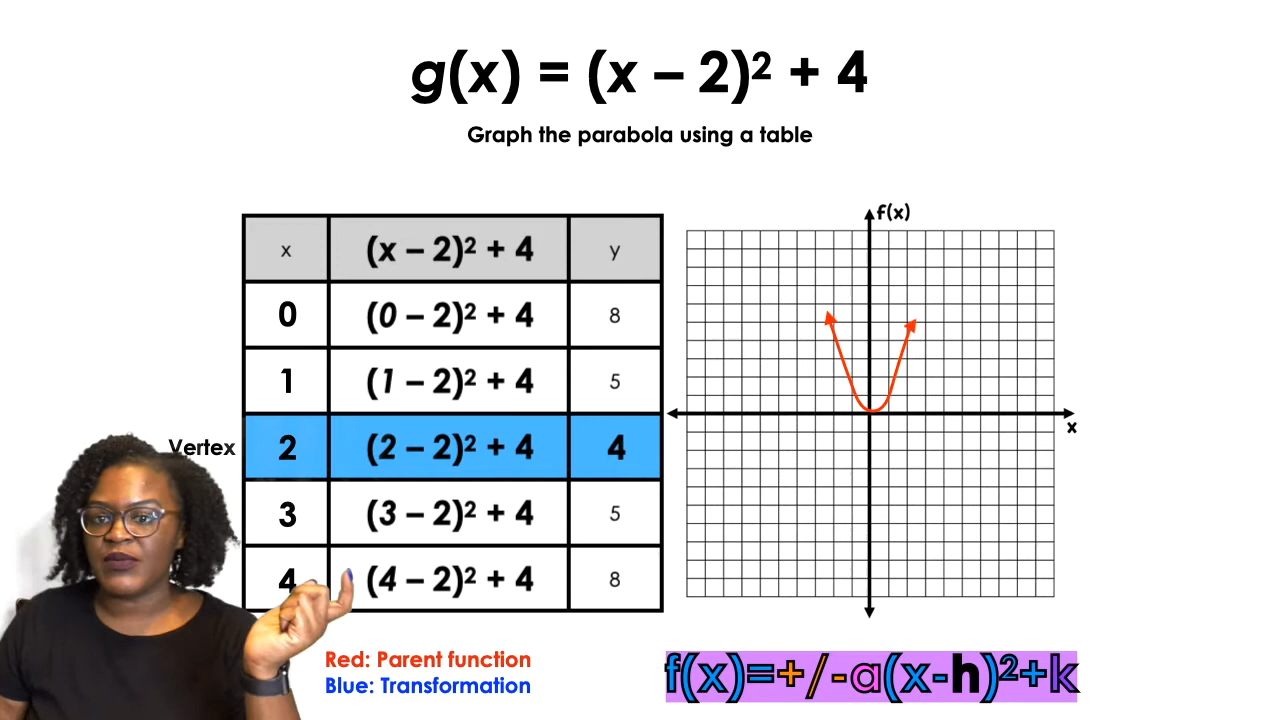 g(x) = (x – 2)² + 4
Graph the parabola using a table
x (x – 2)² + 4 y
0 (0 – 2)² + 4 8
1 (1 – 2)² + 4 5
Vertex 2 (2 – 2)² + 4 4
3 (3 – 2)² + 4 5
4 (4 – 2)² + 4 8
f(x)
x
Red: Parent function
Blue: Transformation
f(x)=+/-a(x-h)²+k